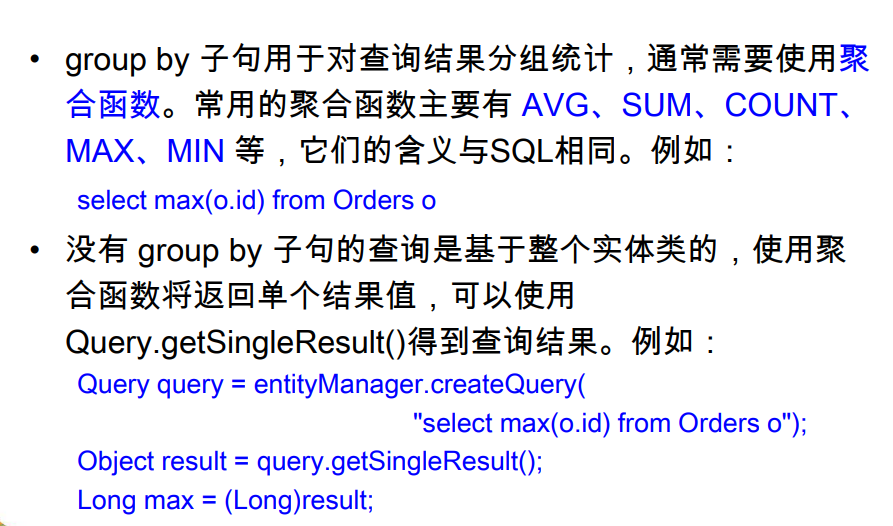 • group by 子句用于对查询结果分组统计，通常需要使用聚
合函数。常用的聚合函数主要有 AVG、SUM、COUNT、
MAX、MIN 等，它们的含义与SQL相同。例如：
select max(o.id) from Orders o
• 没有 group by 子句的查询是基于整个实体类的，使用聚
合函数将返回单个结果值，可以使用
Query.getSingleResult()得到查询结果。例如：
Query query = entityManager.createQuery(
"select max(o.id) from Orders o");
Object result = query.getSingleResult();
Long max = (Long)result;